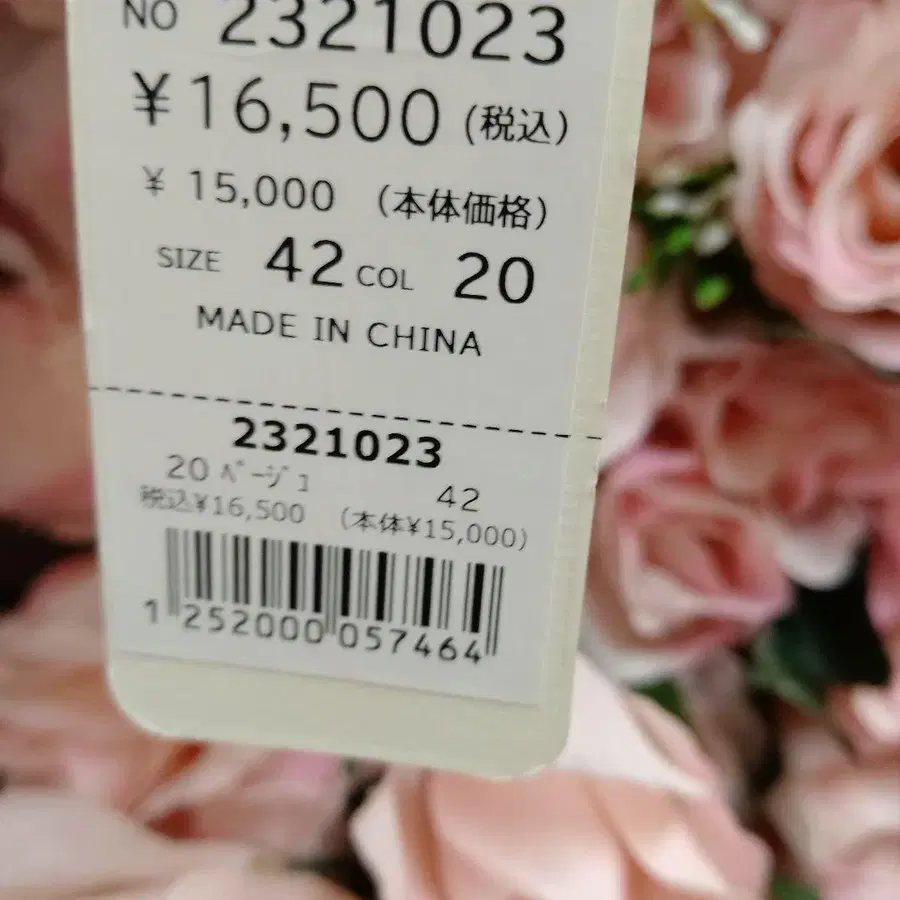 NO 2321023
¥16,500 (税込)
¥ 15,000 (本体価格)
SIZE 42 COL 20
MADE IN CHINA
2321023
20 ﾍﾞｰｼﾞｭ 42
税込¥16,500 (本体¥15,000)
1 252000 057464